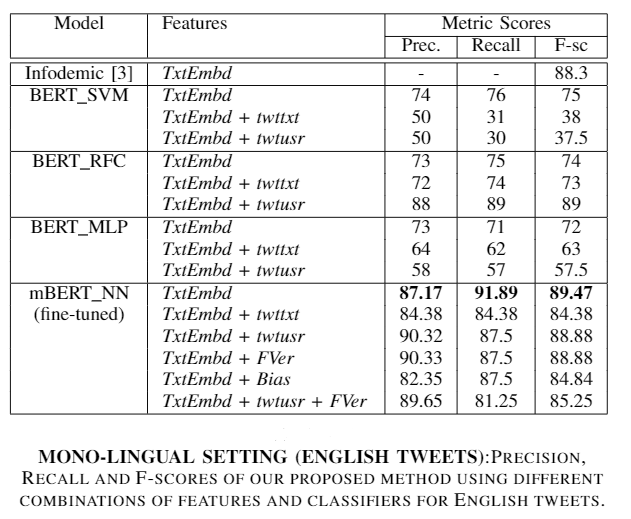 Model Features Metric Scores
Prec. Recall F-sc
Infodemic [3] TxtEmbd - - 88.3
BERT_SVM TxtEmbd 74 76 75
TxtEmbd + twttxt 50 31 38
TxtEmbd + twtusr 50 30 37.5
BERT_RFC TxtEmbd 73 75 74
TxtEmbd + twttxt 72 74 73
TxtEmbd + twtusr 88 89 89
BERT_MLP TxtEmbd 73 71 72
TxtEmbd + twttxt 64 62 63
TxtEmbd + twtusr 58 57 57.5
mBERT_NN TxtEmbd 87.17 91.89 89.47
(fine-tuned) TxtEmbd + twttxt 84.38 84.38 84.38
TxtEmbd + twtusr 90.32 87.5 88.88
TxtEmbd + FVer 90.33 87.5 88.88
TxtEmbd + Bias 82.35 87.5 84.84
TxtEmbd + twtusr + FVer 89.65 81.25 85.25
MONO-LINGUAL SETTING (ENGLISH TWEETS):PRECISION,
RECALL AND F-SCORES OF OUR PROPOSED METHOD USING DIFFERENT
COMBINATIONS OF FEATURES AND CLASSIFIERS FOR ENGLISH TWEETS.